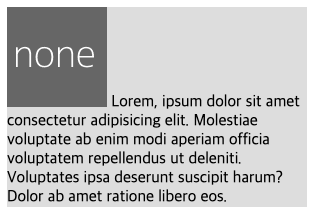 none
Lorem, ipsum dolor sit amet
consectetur adipisicing elit. Molestiae
voluptate ab enim modi aperiam officia
voluptatem repellendus ut deleniti.
Voluptates ipsa deserunt suscipit harum?
Dolor ab amet ratione libero eos.